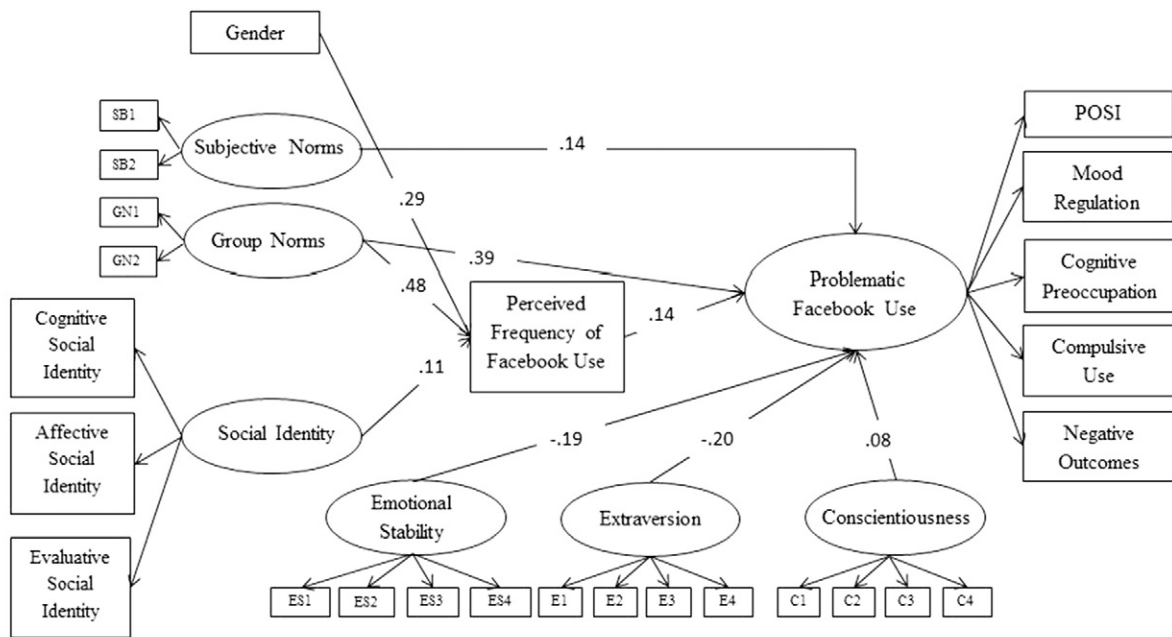 Gender
SB1
SB2
Subjective Norms
.14
POSI
Mood
Regulation
GN1
GN2
Group Norms
.29
.39
.48
Cognitive
Social
Identity
Perceived
Frequency of
Facebook Use
.14
Problematic
Facebook Use
Cognitive
Preoccupation
Compulsive
Use
.11
Affective
Social
Identity
Social Identity
-.19
-.20
.08
Negative
Outcomes
Evaluative
Social
Identity
Emotional
Stability
Extraversion
Conscientiousness
ES1
ES2
ES3
ES4
E1
E2
E3
E4
C1
C2
C3
C4